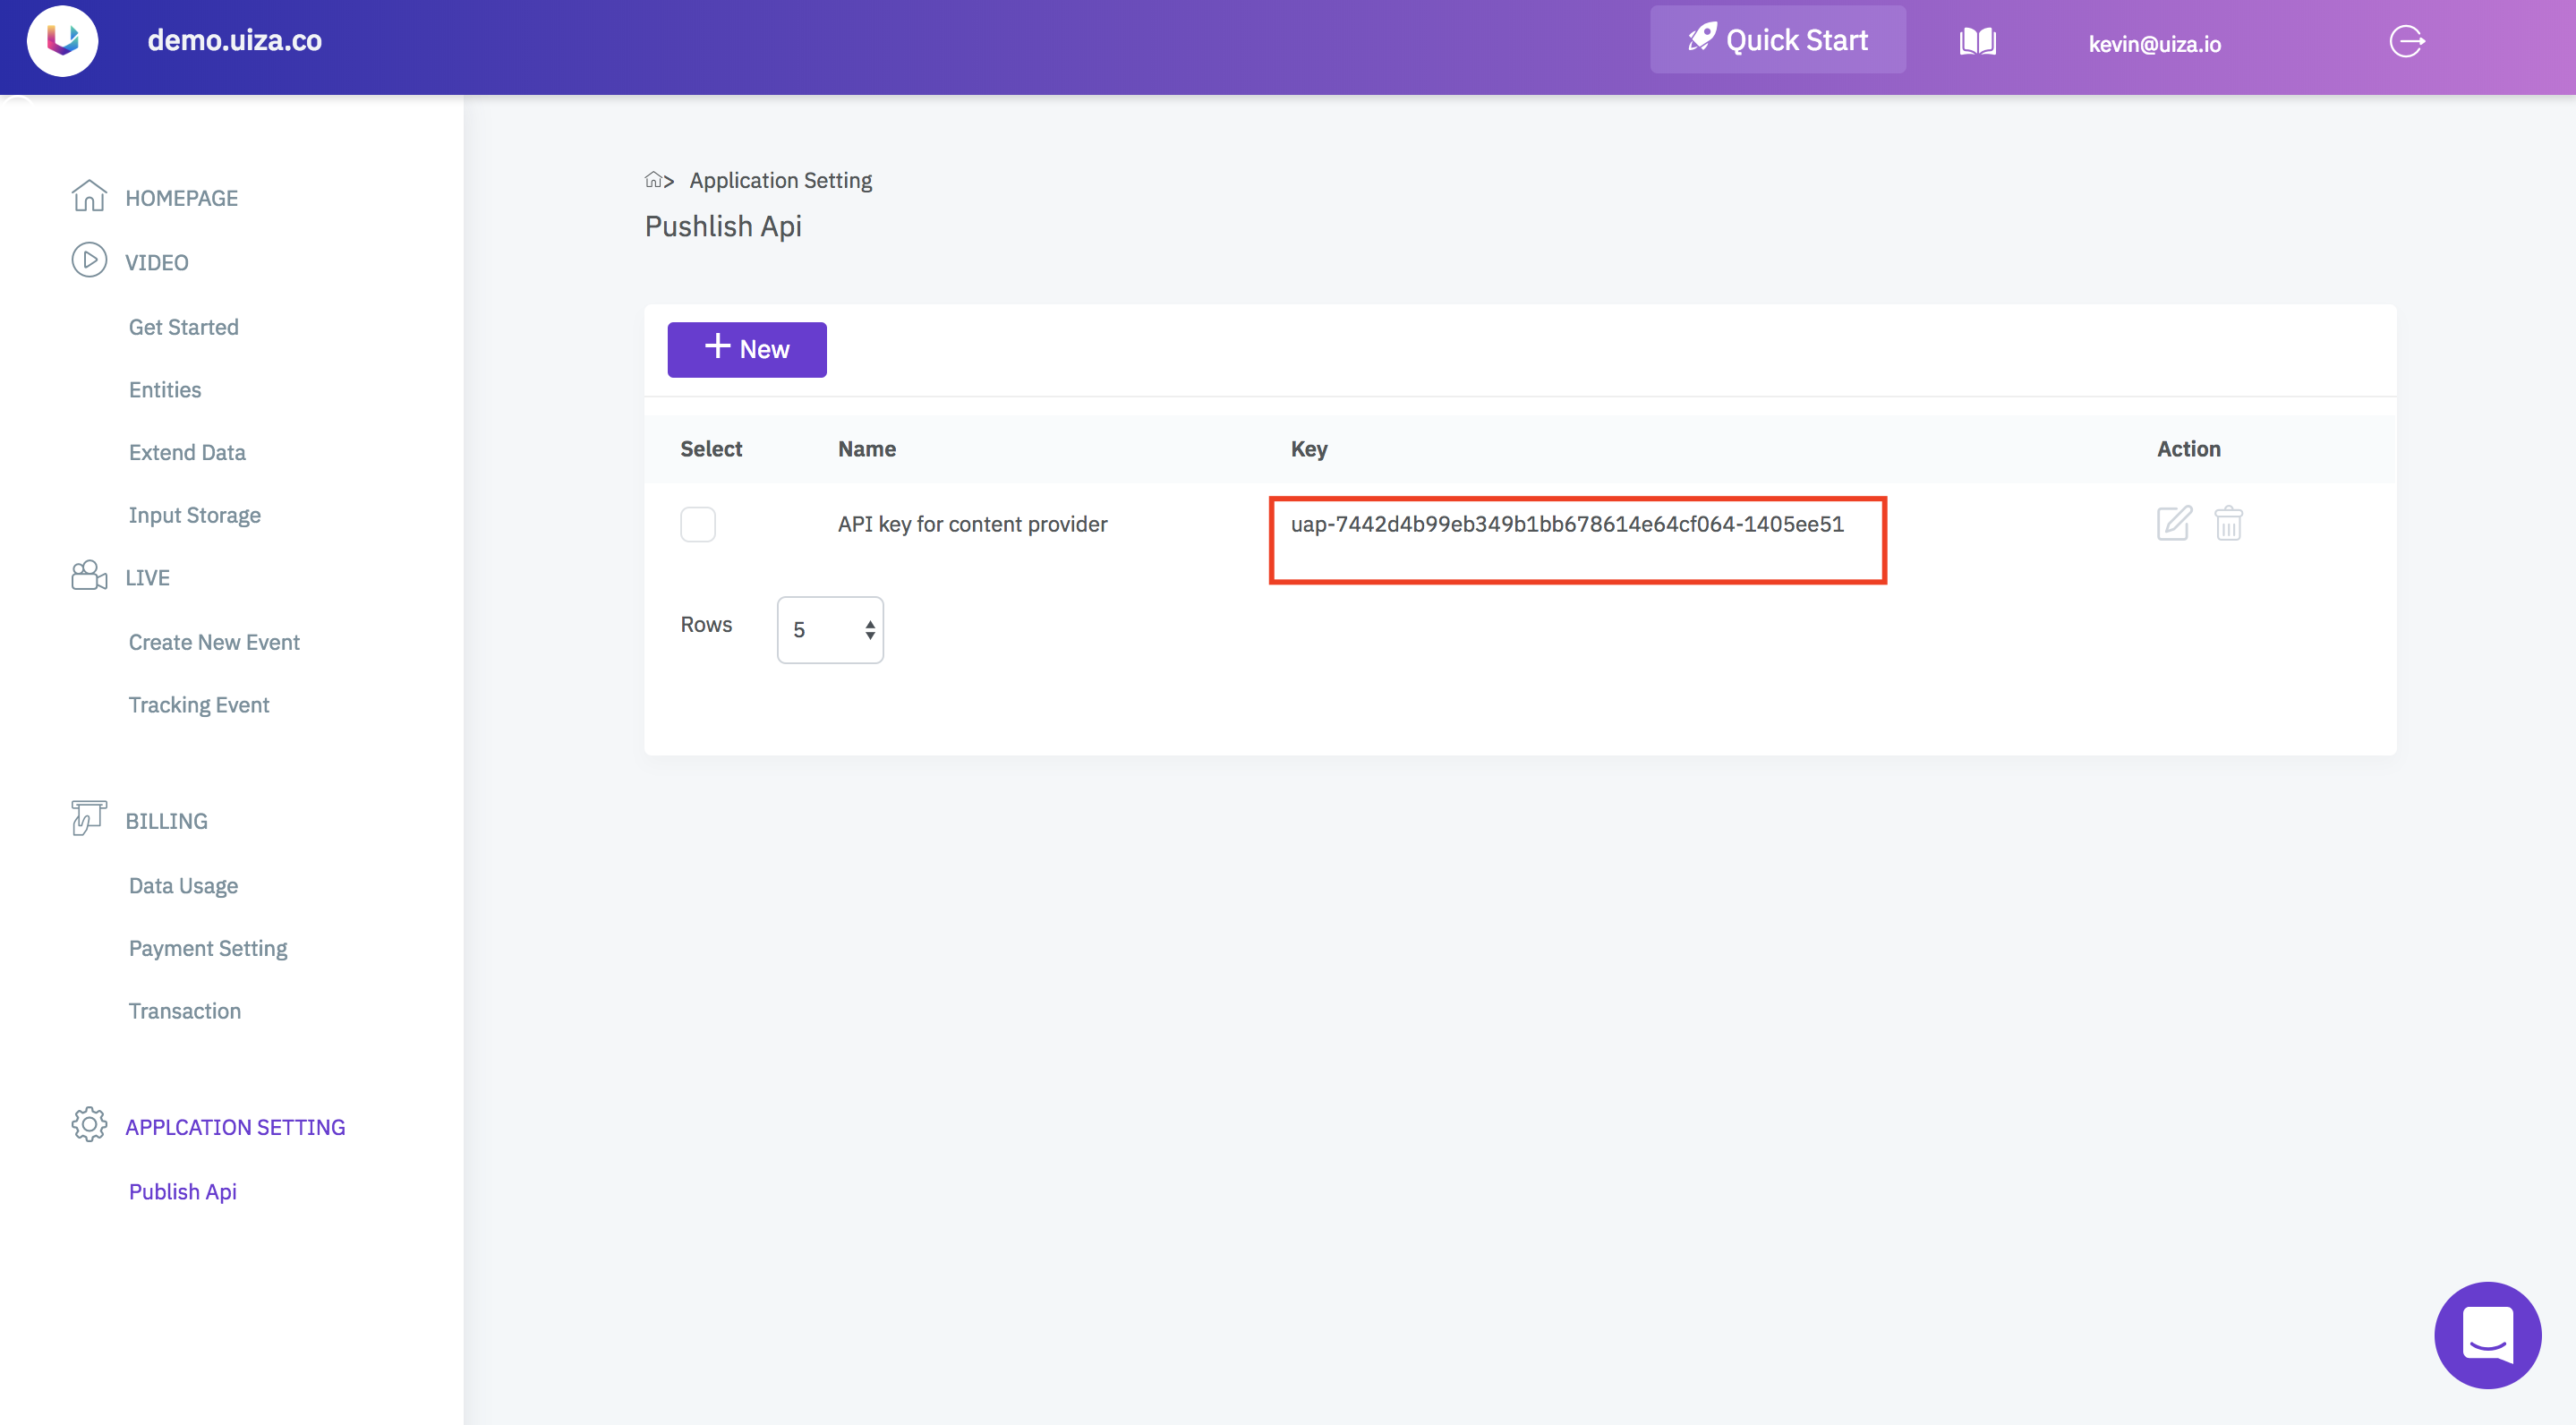 demo.uiza.co
Quick Start
kevin@uiza.io
HOMEPAGE
VIDEO
Get Started
Entities
Extend Data
Input Storage
LIVE
Create New Event
Tracking Event
BILLING
Data Usage
Payment Setting
Transaction
APPLCATION SETTING
Publish Api
> Application Setting
Pushlish Api
+ New
Select Name Key Action
API key for content provider uap-7442d4b99eb349b1bb678614e64cf064-1405ee51
Rows 5